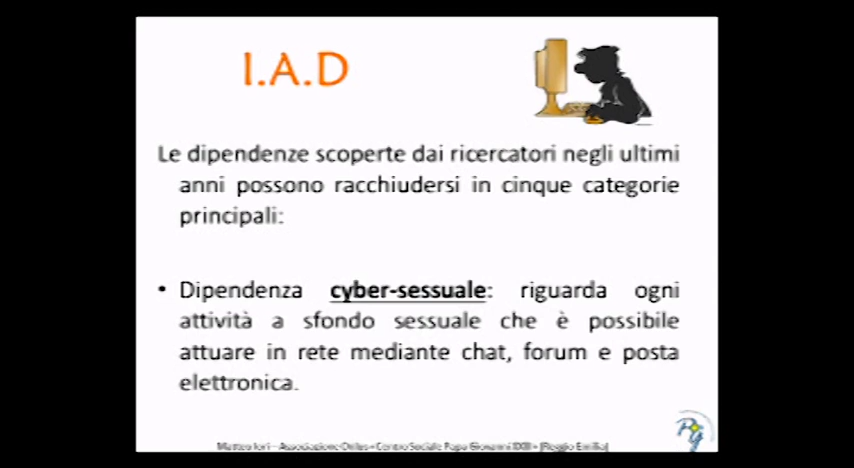 I.A.D
Le dipendenze scoperte dai ricercatori negli ultimi
anni possono racchiudersi in cinque categorie
principali:
• Dipendenza cyber-sessuale: riguarda ogni
attività a sfondo sessuale che è possibile
attuare in rete mediante chat, forum e posta
elettronica.
Matteo Iori – Associazione Onlus «Centro Sociale Papa Giovanni XXIII» (Reggio Emilia)